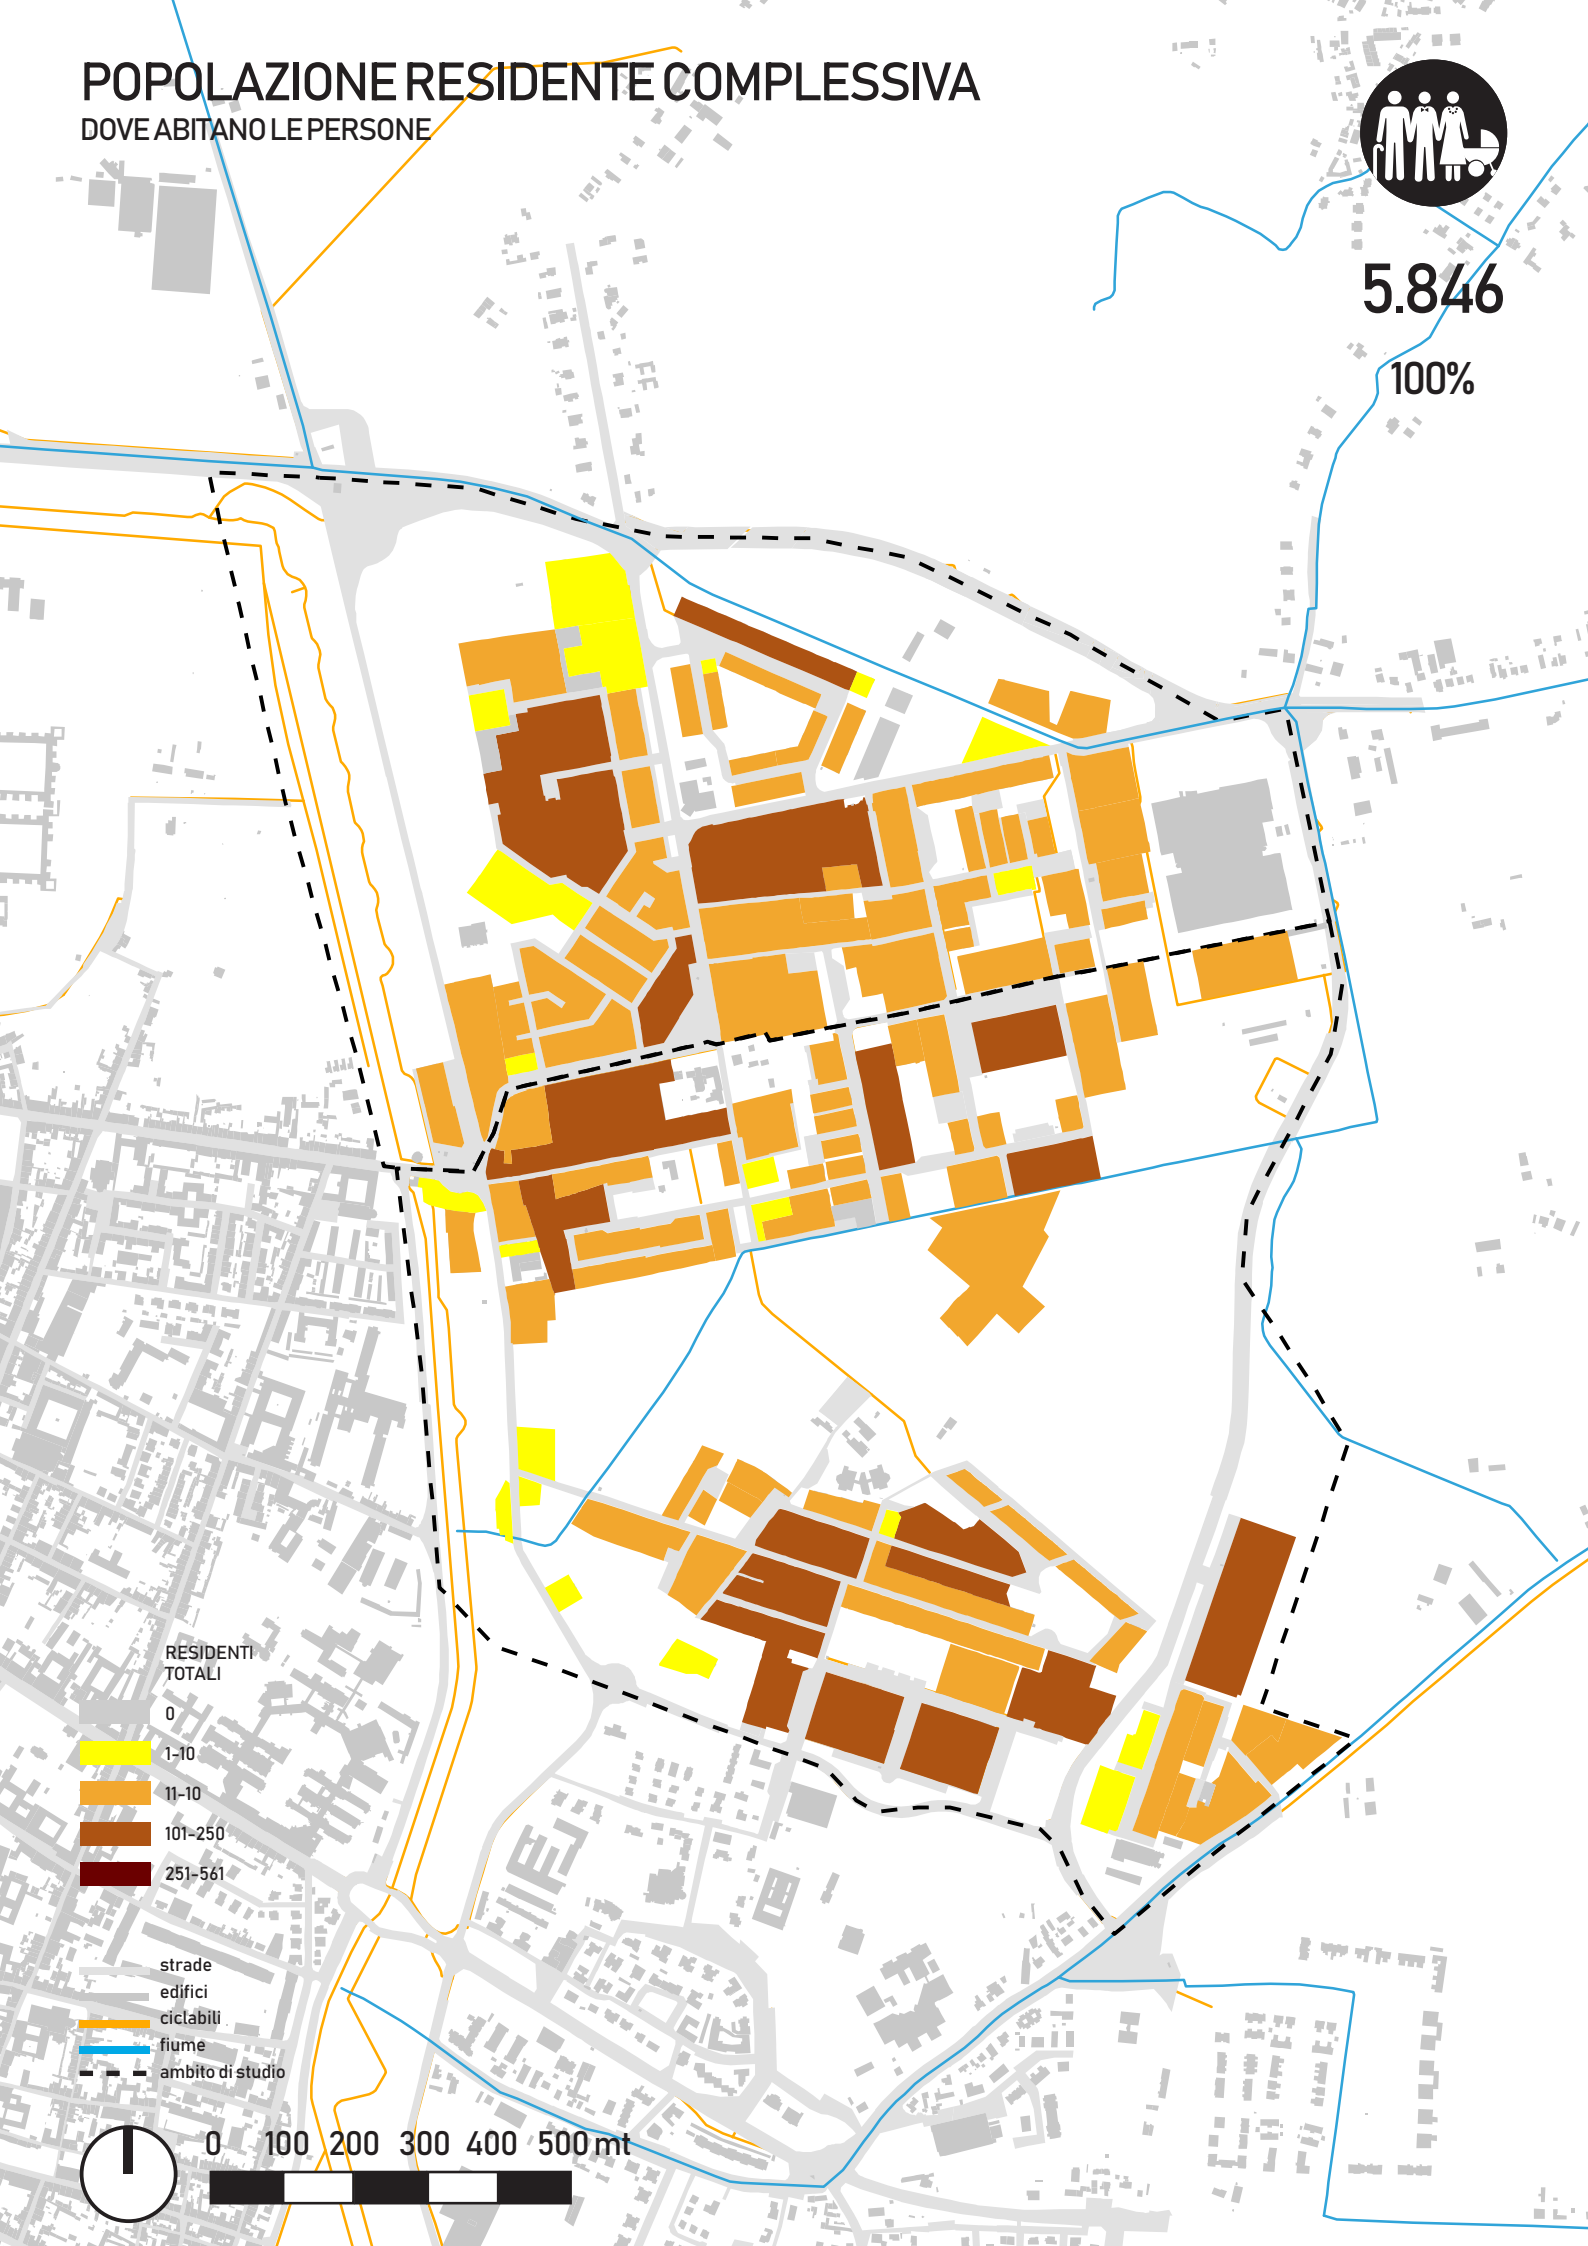 POPOLAZIONE RESIDENTE COMPLESSIVA
DOVE ABITANO LE PERSONE
5.846
100%
RESIDENTI
TOTALI
0
1-10
11-10
101-250
251-561
strade
edifici
ciclabili
fiume
ambito di studio
0 100 200 300 400 500 mt